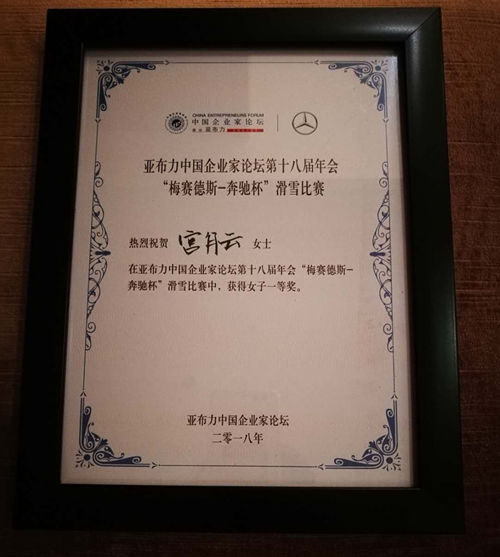 CHINA ENTREPRENEURS FORUM
中国企业家论坛
亚布力
亚布力中国企业家论坛第十八届年会
“梅赛德斯-奔驰杯”滑雪比赛
热烈祝贺 宫月云 女士
在亚布力中国企业家论坛第十八届年会“梅赛德斯-
奔驰杯”滑雪比赛中，获得女子一等奖。
亚布力中国企业家论坛
二零一八年